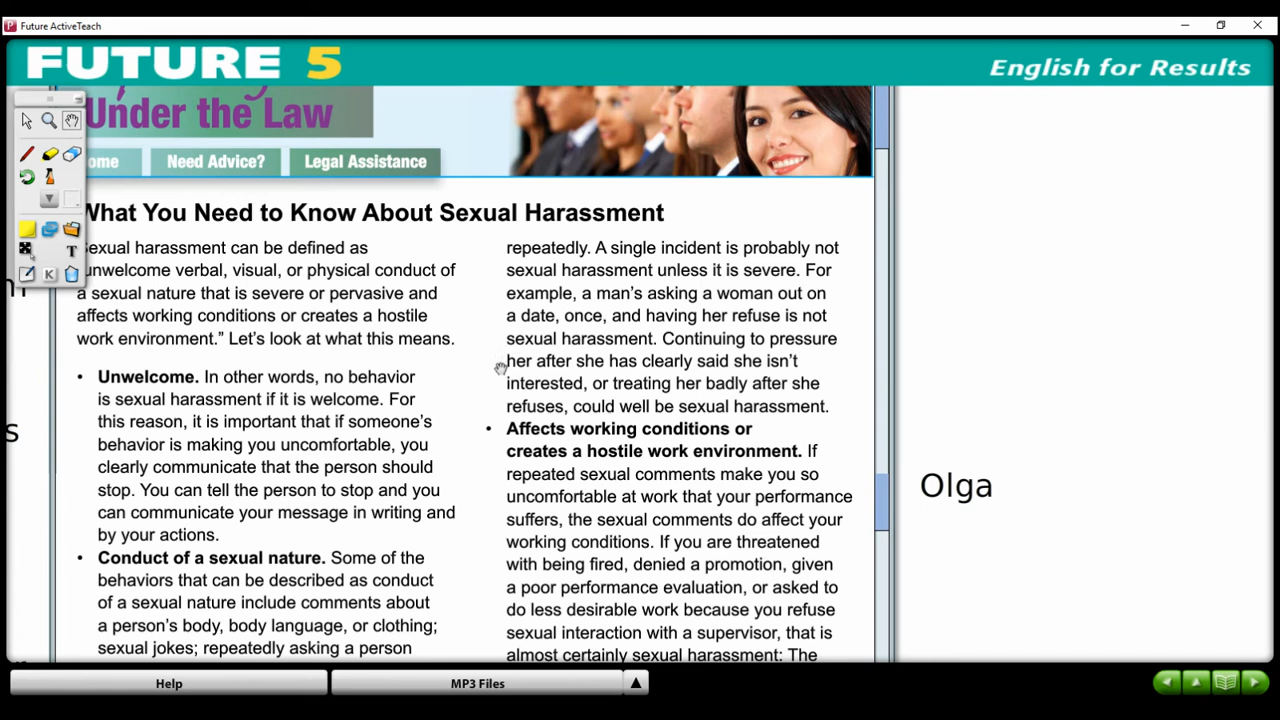 Future ActiveTeach
FUTURE 5
English for Results
Under the Law
ome
Need Advice?
Legal Assistance
What You Need to Know About Sexual Harassment
Sexual harassment can be defined as
unwelcome verbal, visual, or physical conduct of
a sexual nature that is severe or pervasive and
affects working conditions or creates a hostile
work environment.” Let’s look at what this means.
• Unwelcome. In other words, no behavior
is sexual harassment if it is welcome. For
this reason, it is important that if someone’s
behavior is making you uncomfortable, you
clearly communicate that the person should
stop. You can tell the person to stop and you
can communicate your message in writing and
by your actions.
• Conduct of a sexual nature. Some of the
behaviors that can be described as conduct
of a sexual nature include comments about
a person’s body, body language, or clothing;
sexual jokes; repeatedly asking a person
repeatedly. A single incident is probably not
sexual harassment unless it is severe. For
example, a man’s asking a woman out on
a date, once, and having her refuse is not
sexual harassment. Continuing to pressure
her after she has clearly said she isn’t
interested, or treating her badly after she
refuses, could well be sexual harassment.
• Affects working conditions or
creates a hostile work environment. If
repeated sexual comments make you so
uncomfortable at work that your performance
suffers, the sexual comments do affect your
working conditions. If you are threatened
with being fired, denied a promotion, given
a poor performance evaluation, or asked to
do less desirable work because you refuse
sexual interaction with a supervisor, that is
almost certainly sexual harassment: The
Olga
T
K
Help
MP3 Files